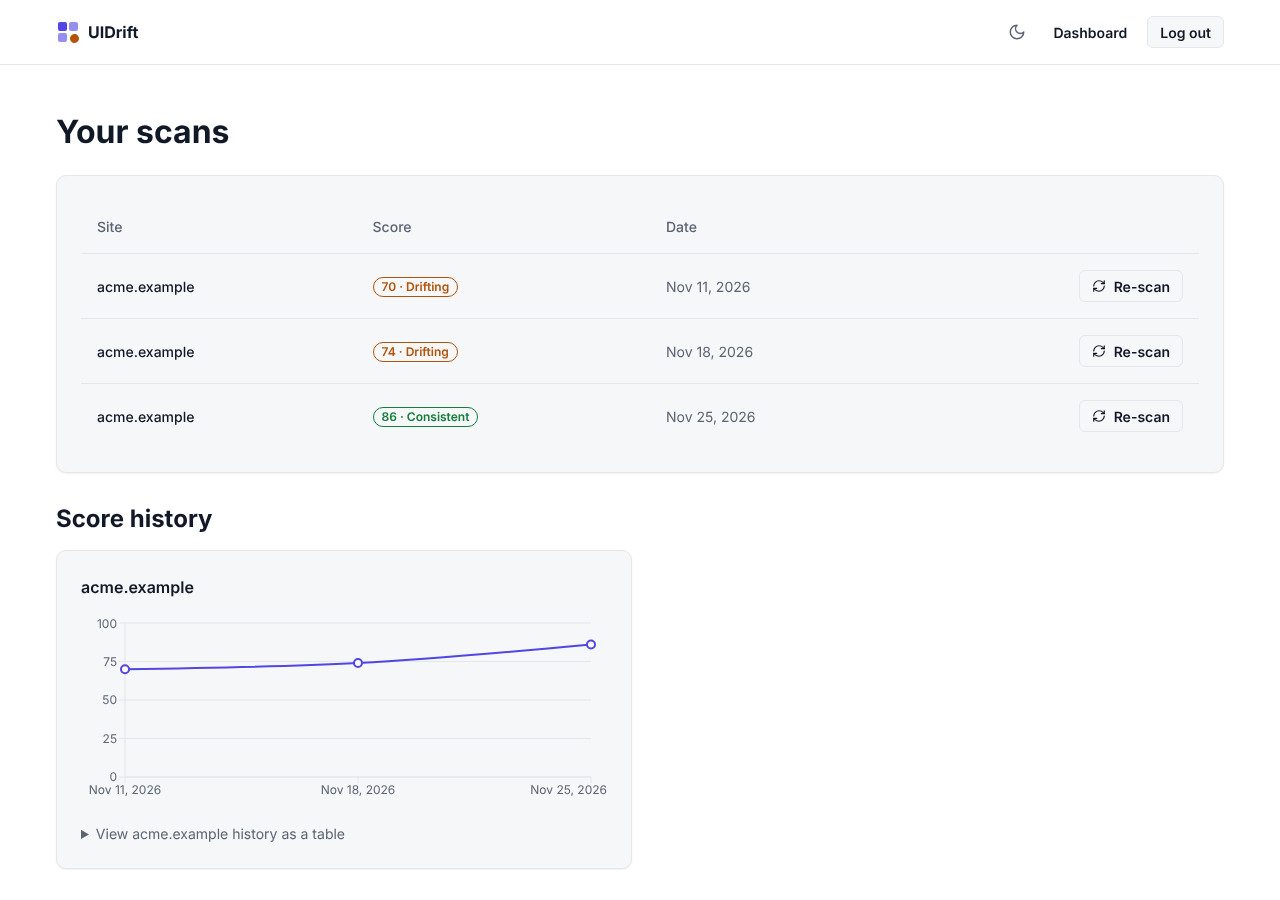 UIDrift
Dashboard
Log out
Your scans
Site Score Date
acme.example 70 · Drifting Nov 11, 2026 Re-scan
acme.example 74 · Drifting Nov 18, 2026 Re-scan
acme.example 86 · Consistent Nov 25, 2026 Re-scan
Score history
acme.example
100
75
50
25
0
Nov 11, 2026 Nov 18, 2026 Nov 25, 2026
View acme.example history as a table